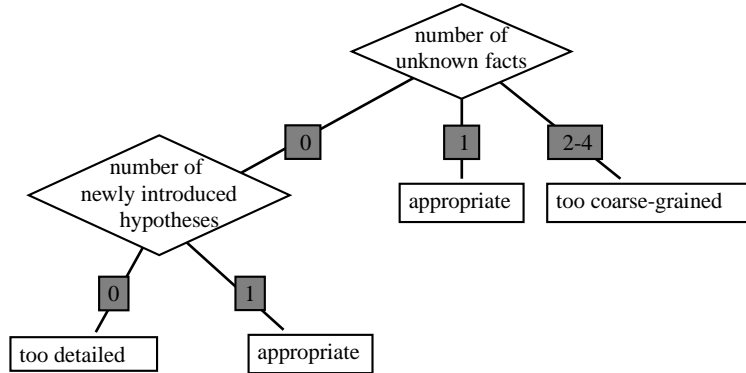 number of
unknown facts
0
1
2-4
number of
newly introduced
hypotheses
appropriate
too coarse-grained
0
1
too detailed
appropriate